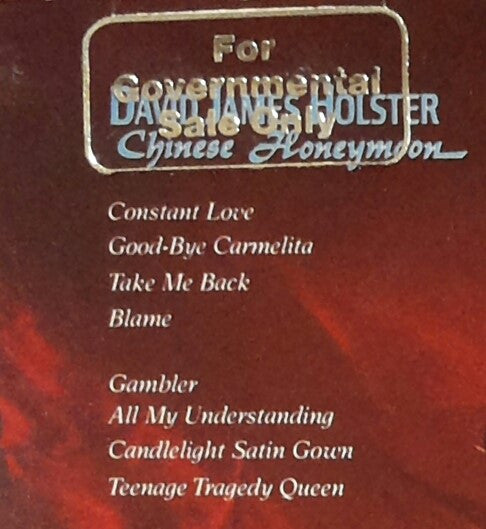 For
Governmental
Sale Only
DAVID JAMES HOLSTER
Chinese Honeymoon
Constant Love
Good-Bye Carmelita
Take Me Back
Blame
Gambler
All My Understanding
Candlelight Satin Gown
Teenage Tragedy Queen